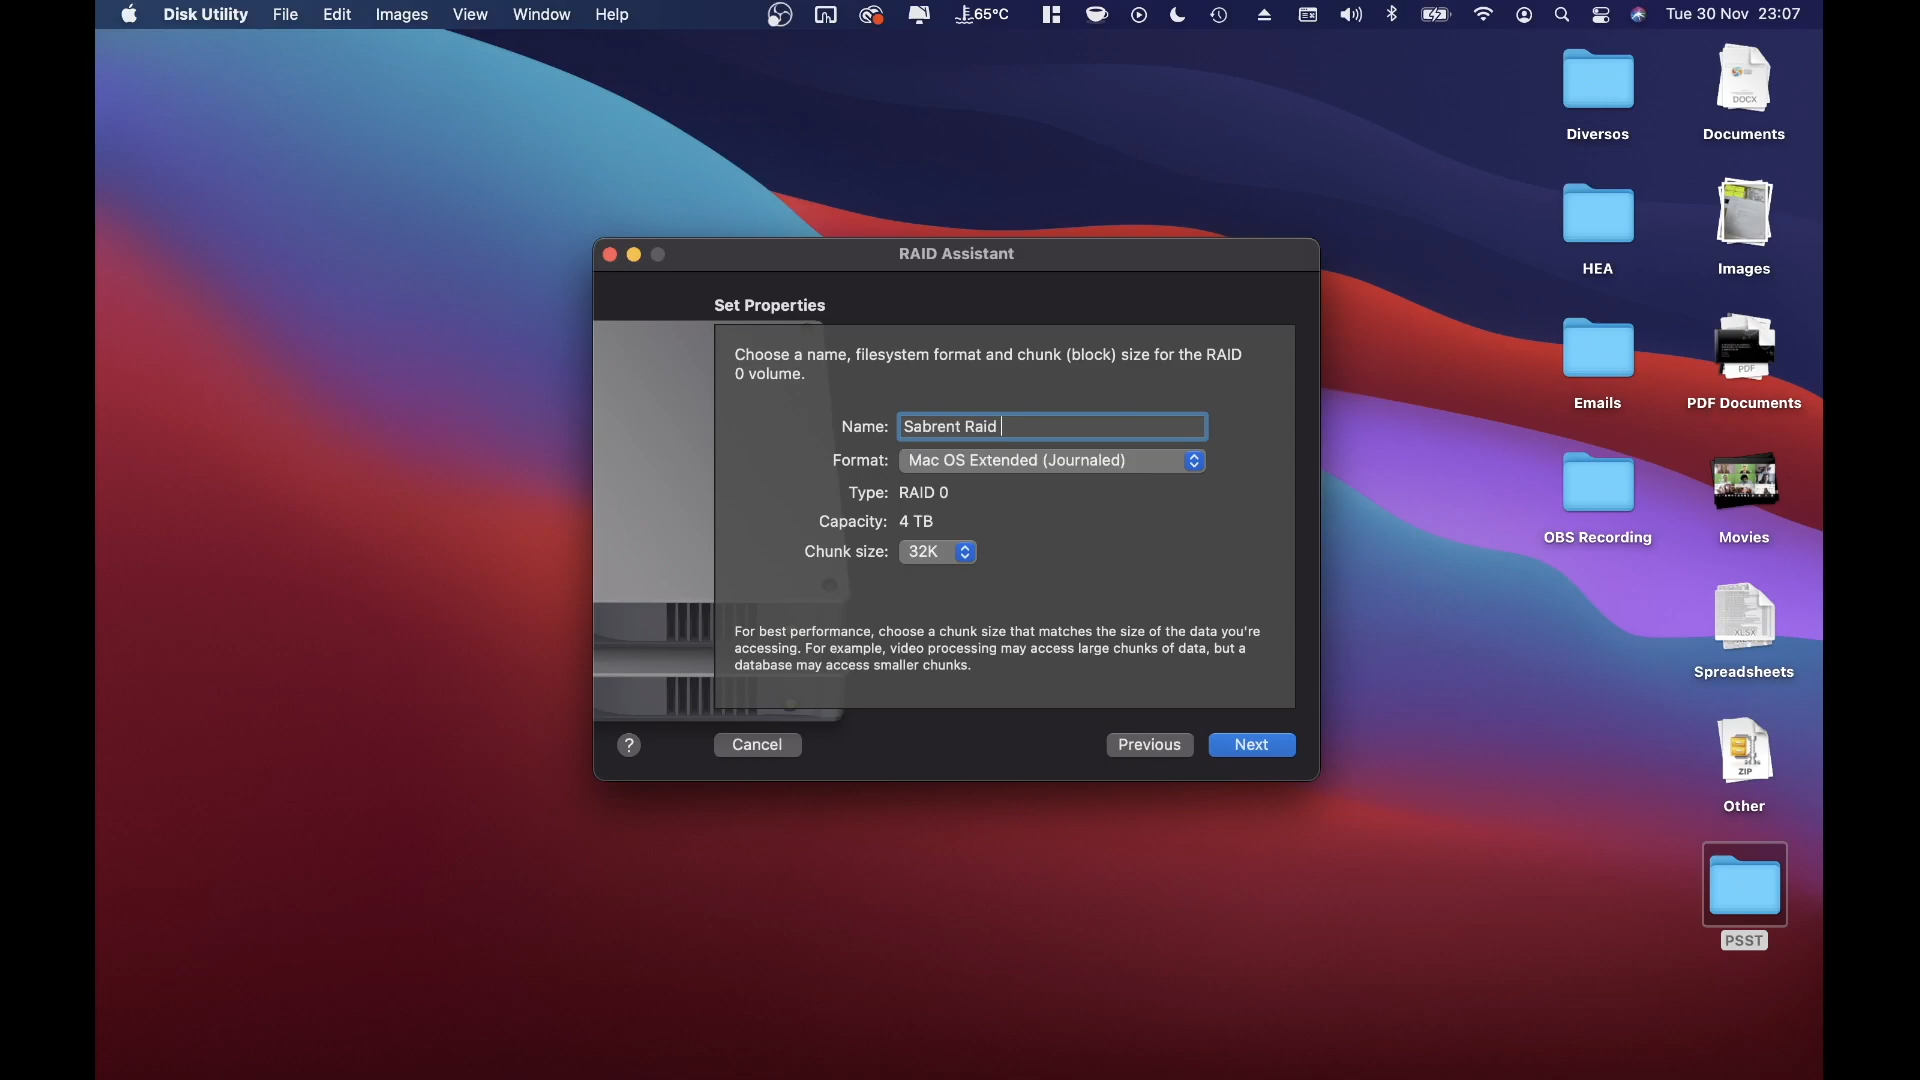 Disk Utility File Edit Images View Window Help 65°C Tue 30 Nov 23:07
RAID Assistant
Set Properties
Choose a name, filesystem format and chunk (block) size for the RAID
0 volume.
Name: Sabrent Raid
Format: Mac OS Extended (Journaled)
Type: RAID 0
Capacity: 4 TB
Chunk size: 32K
For best performance, choose a chunk size that matches the size of the data you're
accessing. For example, video processing may access large chunks of data, but a
database may access smaller chunks.
? Cancel Previous Next
DOCX
Diversos Documents
HEA Images
PDF
Emails PDF Documents
OBS Recording Movies
XLSX
Spreadsheets
ZIP
Other
PSST